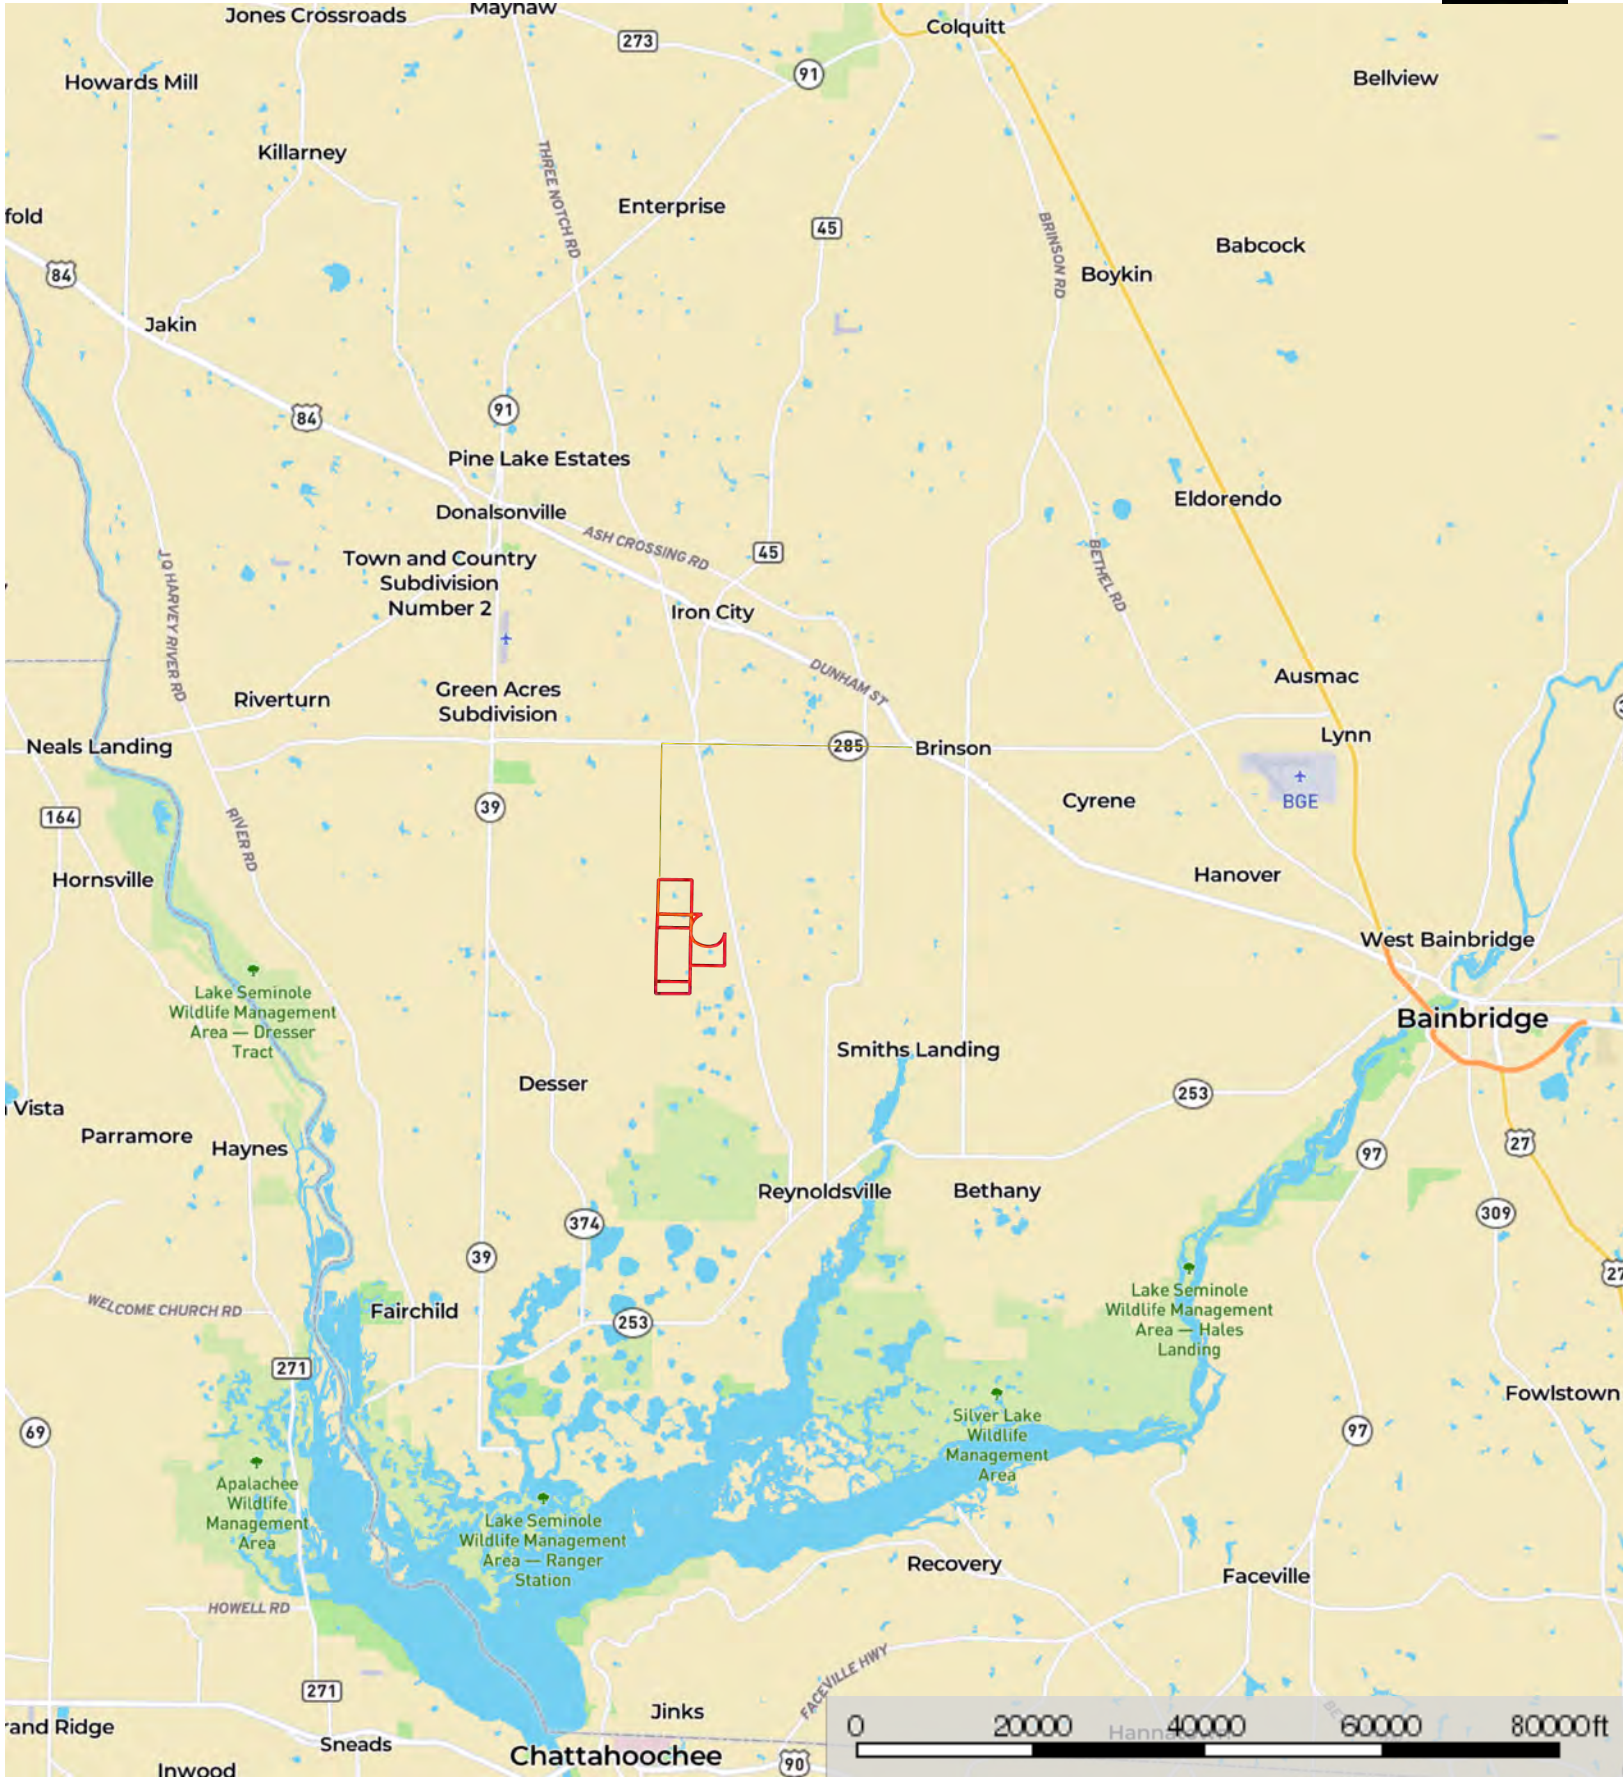 Jones Crossroads
Mayhaw
273
Colquitt
91
Bellview
Howards Mill
Killarney
THREE NOTCH RD
Enterprise
fold
45
BRINSON RD
Babcock
84
Boykin
Jakin
84
91
Pine Lake Estates
Eldorendo
Donalsonville
ASH CROSSING RD
45
BETHEL RD
Town and Country
Subdivision
Number 2
J Q HARVEY RIVER RD
Iron City
DUNHAM ST
Ausmac
Riverturn
Green Acres
Subdivision
Lynn
Neals Landing
285
Brinson
BGE
39
Cyrene
164
RIVER RD
Hornsville
Hanover
West Bainbridge
Lake Seminole
Wildlife Management
Area — Dresser
Tract
Bainbridge
Smiths Landing
Desser
253
Vista
Parramore
Haynes
27
97
Reynoldsville
Bethany
374
309
39
27
Lake Seminole
Wildlife Management
Area — Hales
Landing
WELCOME CHURCH RD
Fairchild
253
271
Fowlstown
69
Silver Lake
Wildlife
Management
Area
97
Apalachee
Wildlife
Management
Area
Lake Seminole
Wildlife Management
Area — Ranger
Station
Recovery
Faceville
HOWELL RD
FACEVILLE HWY
271
Jinks
rand Ridge
Sneads
Chattahoochee
90
Inwood
0 20000 40000 60000 80000ft